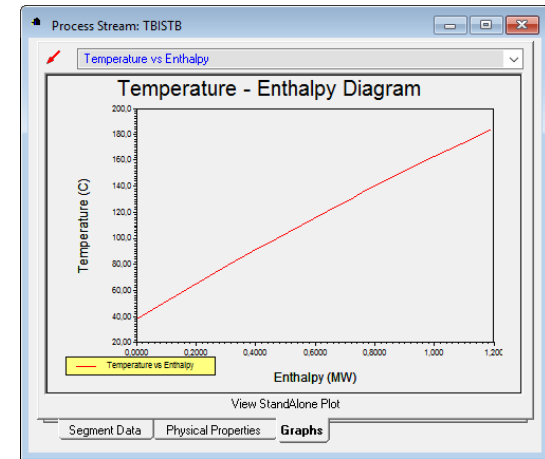 Process Stream: TBISTB
Temperature vs Enthalpy
Temperature - Enthalpy Diagram
200,0
180,0
160,0
140,0
120,0
100,0
80,00
60,00
40,00
20,00
Temperature (C)
0,0000 0,2000 0,4000 0,6000 0,8000 1,000 1,200
Temperature vs Enthalpy
Enthalpy (MW)
View StandAlone Plot
Segment Data Physical Properties Graphs